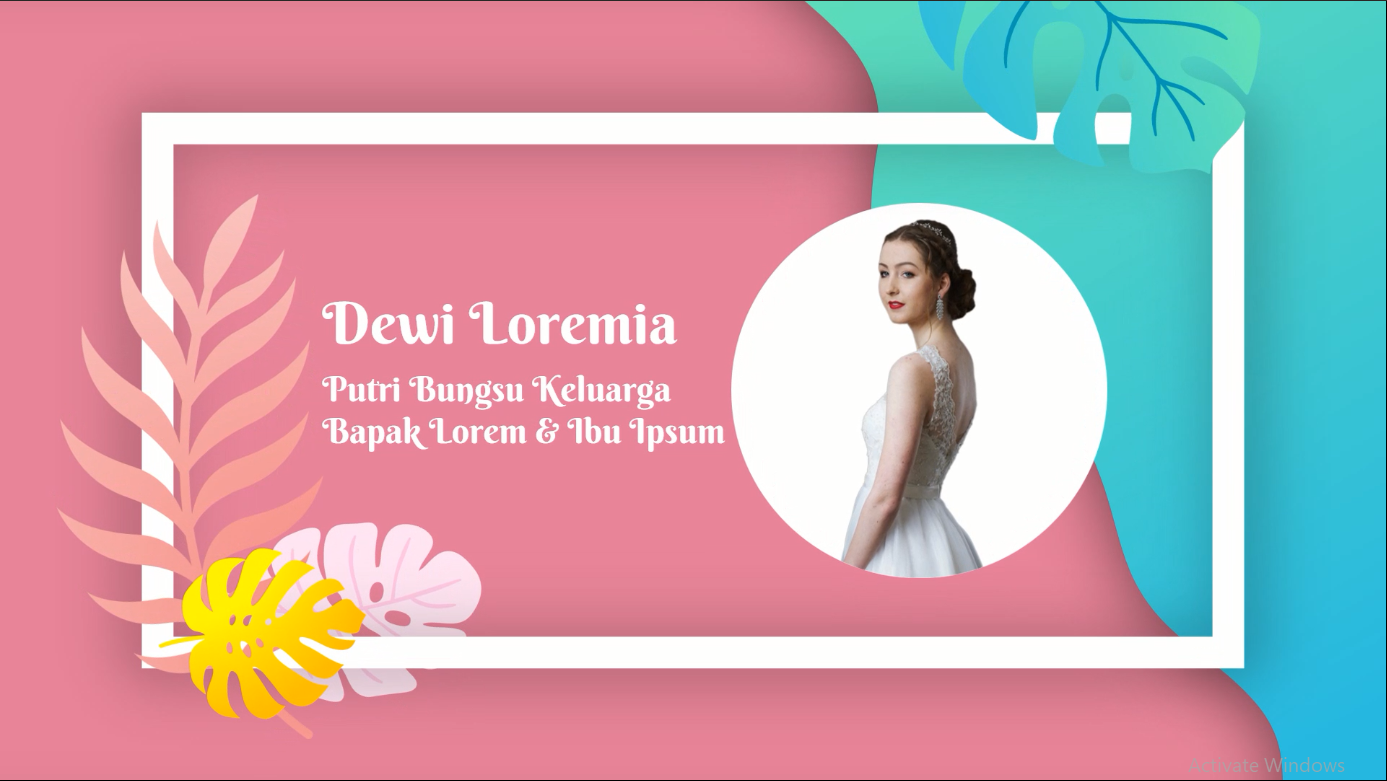 Dewi Loremia
Putri Bungsu Keluarga
Bapak Lorem & Ibu Ipsum
Activate Windows